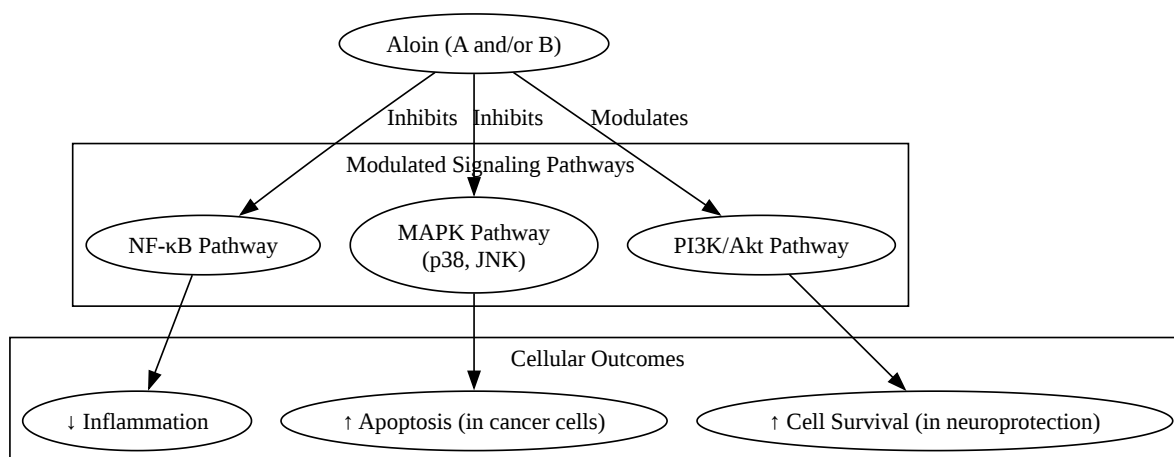 Aloin (A and/or B)
Inhibits
Inhibits
Modulates
Modulated Signaling Pathways
NF-κB Pathway
MAPK Pathway
(p38, JNK)
PI3K/Akt Pathway
Cellular Outcomes
↓ Inflammation
↑ Apoptosis (in cancer cells)
↑ Cell Survival (in neuroprotection)